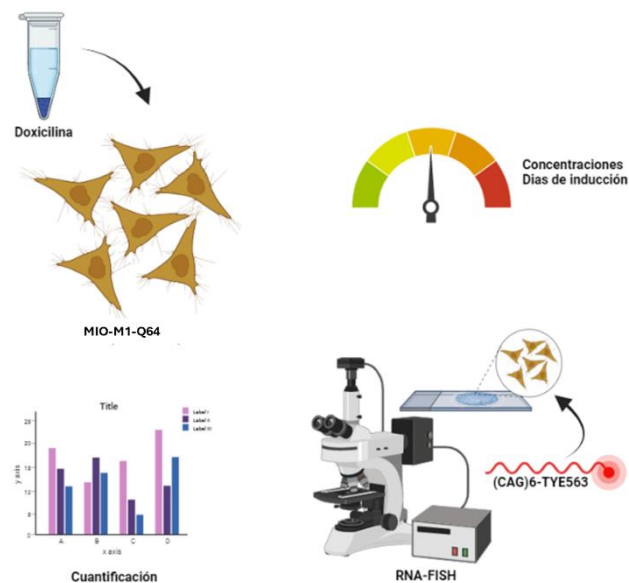 Doxicilina
Concentraciones
Dias de inducción
MIO-M1-Q64
Title
Label I
Label II
Label III
y axis
A
B
C
D
x axis
Cuantificación
(CAG)6-TYE563
RNA-FISH